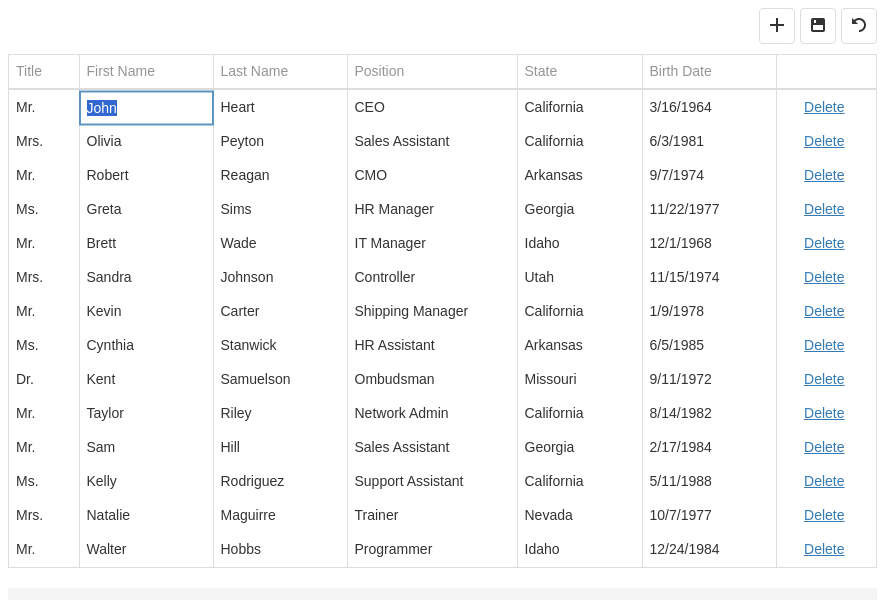 Title First Name Last Name Position State Birth Date
Mr. John Heart CEO California 3/16/1964 Delete
Mrs. Olivia Peyton Sales Assistant California 6/3/1981 Delete
Mr. Robert Reagan CMO Arkansas 9/7/1974 Delete
Ms. Greta Sims HR Manager Georgia 11/22/1977 Delete
Mr. Brett Wade IT Manager Idaho 12/1/1968 Delete
Mrs. Sandra Johnson Controller Utah 11/15/1974 Delete
Mr. Kevin Carter Shipping Manager California 1/9/1978 Delete
Ms. Cynthia Stanwick HR Assistant Arkansas 6/5/1985 Delete
Dr. Kent Samuelson Ombudsman Missouri 9/11/1972 Delete
Mr. Taylor Riley Network Admin California 8/14/1982 Delete
Mr. Sam Hill Sales Assistant Georgia 2/17/1984 Delete
Ms. Kelly Rodriguez Support Assistant California 5/11/1988 Delete
Mrs. Natalie Maguirre Trainer Nevada 10/7/1977 Delete
Mr. Walter Hobbs Programmer Idaho 12/24/1984 Delete